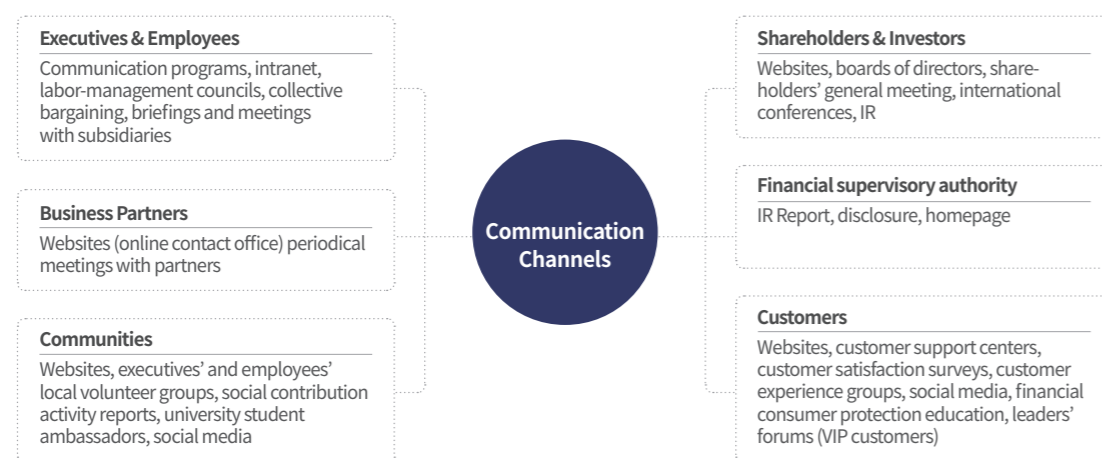 Executives & Employees
Communication programs, intranet,
labor-management councils, collective
bargaining, briefings and meetings
with subsidiaries
Business Partners
Websites (online contact office) periodical
meetings with partners
Communities
Websites, executives’ and employees’
local volunteer groups, social contribution
activity reports, university student
ambassadors, social media
Communication
Channels
Shareholders & Investors
Websites, boards of directors, share-
holders’ general meeting, international
conferences, IR
Financial supervisory authority
IR Report, disclosure, homepage
Customers
Websites, customer support centers,
customer satisfaction surveys, customer
experience groups, social media, financial
consumer protection education, leaders’
forums (VIP customers)